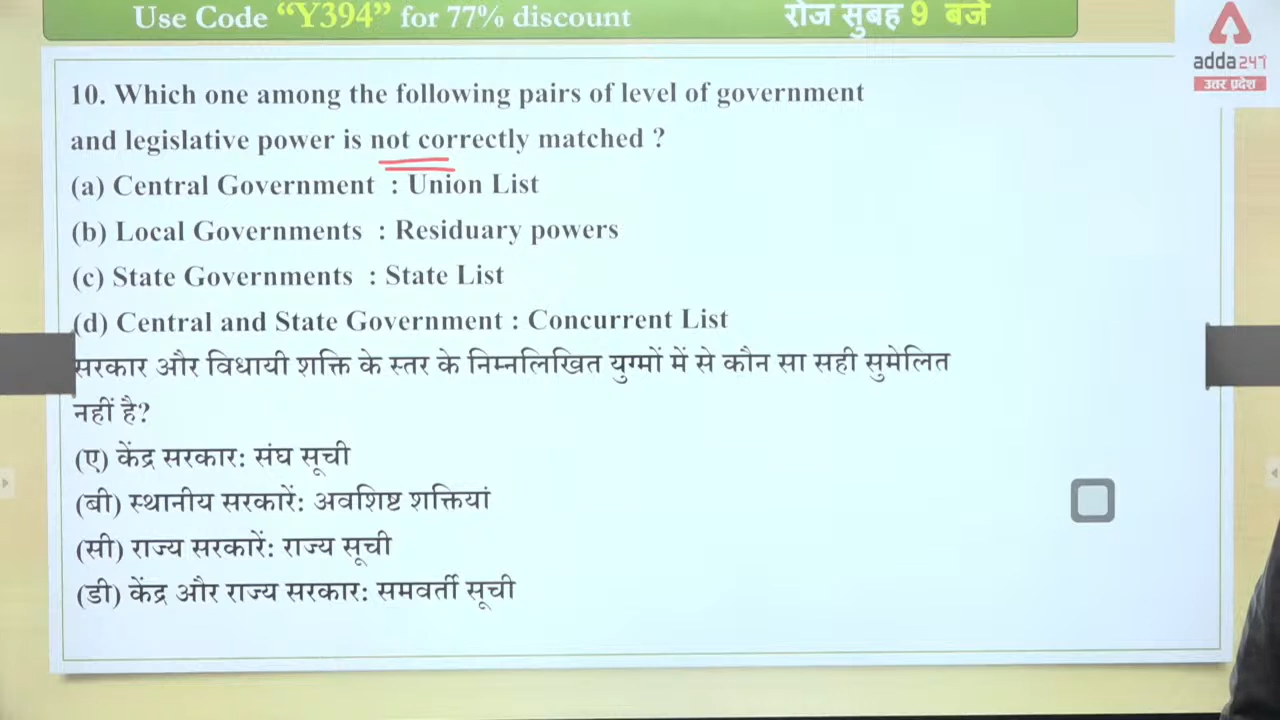 Use Code “Y394” for 77% discount
रोज सुबह 9 बजे
adda247
उत्तर प्रदेश
10. Which one among the following pairs of level of government
and legislative power is not correctly matched ?
(a) Central Government : Union List
(b) Local Governments : Residuary powers
(c) State Governments : State List
(d) Central and State Government : Concurrent List
सरकार और विधायी शक्ति के स्तर के निम्नलिखित युग्मों में से कौन सा सही सुमेलित
नहीं है?
(ए) केंद्र सरकार: संघ सूची
(बी) स्थानीय सरकारें: अवशिष्ट शक्तियां
(सी) राज्य सरकारें: राज्य सूची
(डी) केंद्र और राज्य सरकार: समवर्ती सूची